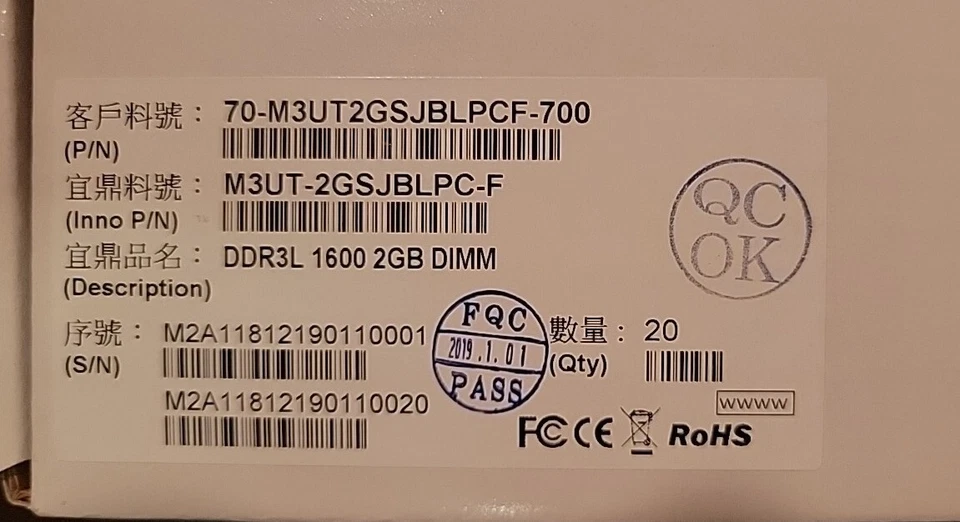 客戶料號： 70-M3UT2GSJBLPCF-700
(P/N)
宜鼎料號： M3UT-2GSJBLPC-F
(Inno P/N)
宜鼎品名： DDR3L 1600 2GB DIMM
(Description)
序號： M2A11812190110001
(S/N)
M2A11812190110020
FQC
2019.1.01
PASS
數量： 20
(Qty)
QC
OK
WWWW
FC CE RoHS